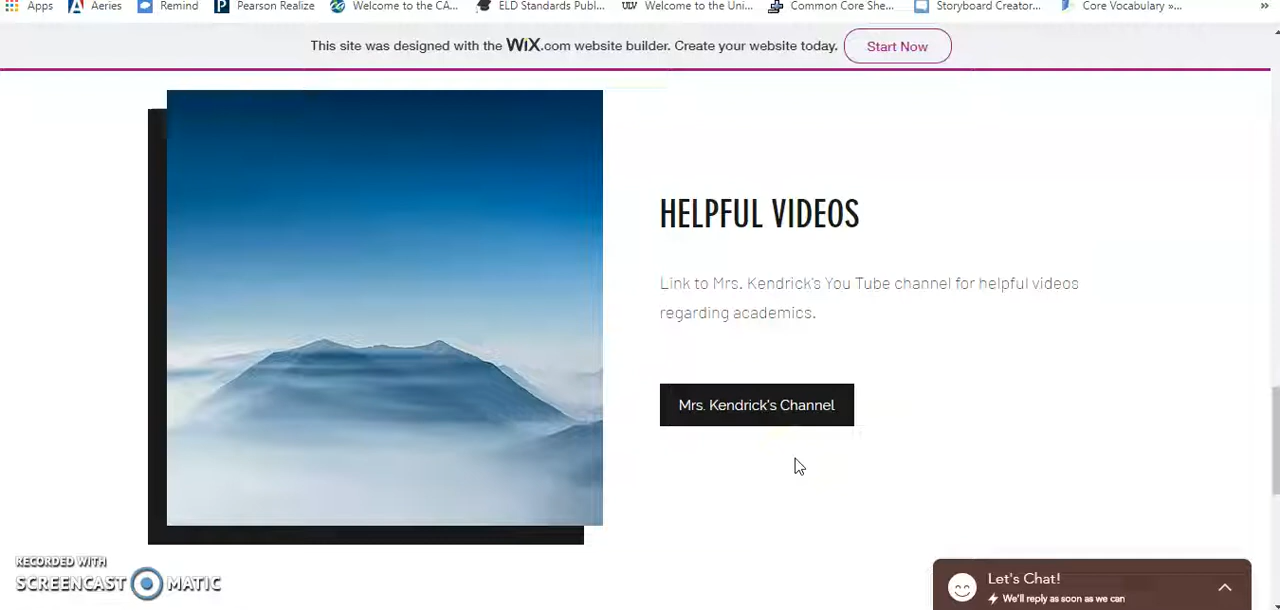 Apps Aeries Remind Pearson Realize Welcome to the CA... ELD Standards Publ... ULV Welcome to the Uni... Common Core She... Storyboard Creator... Core Vocabulary »... »
This site was designed with the WiX.com website builder. Create your website today. Start Now
HELPFUL VIDEOS
Link to Mrs. Kendrick's You Tube channel for helpful videos
regarding academics.
Mrs. Kendrick's Channel
RECORDED WITH
SCREENCAST MATIC
Let's Chat!
We'll reply as soon as we can